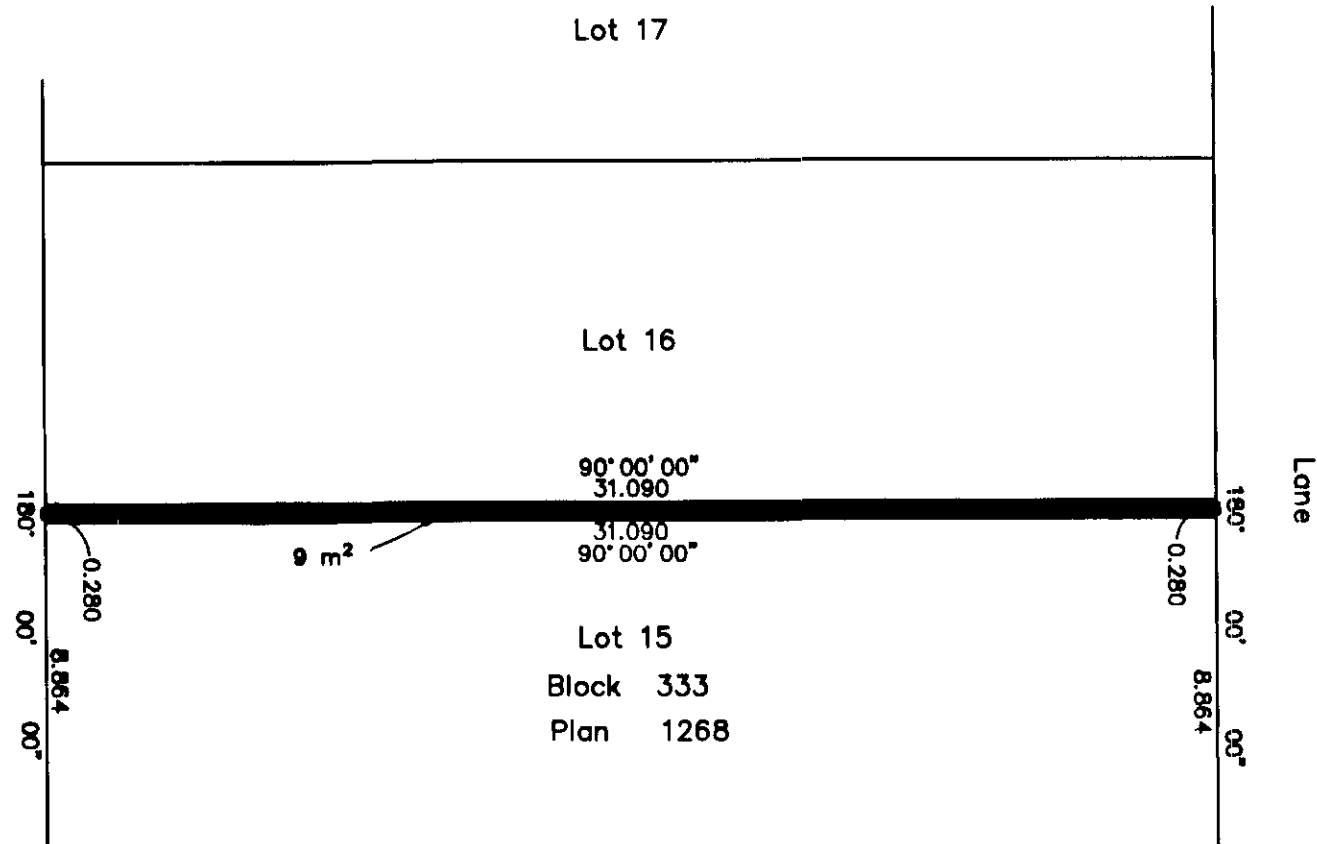 Lot 17
Lot 16
Lane
90° 00' 00"
31.090
180° 00' 00"
180° 00' 00"
31.090
90° 00' 00"
9 m²
0.280
0.280
Lot 15
8.864
8.864
Block 333
Plan 1268